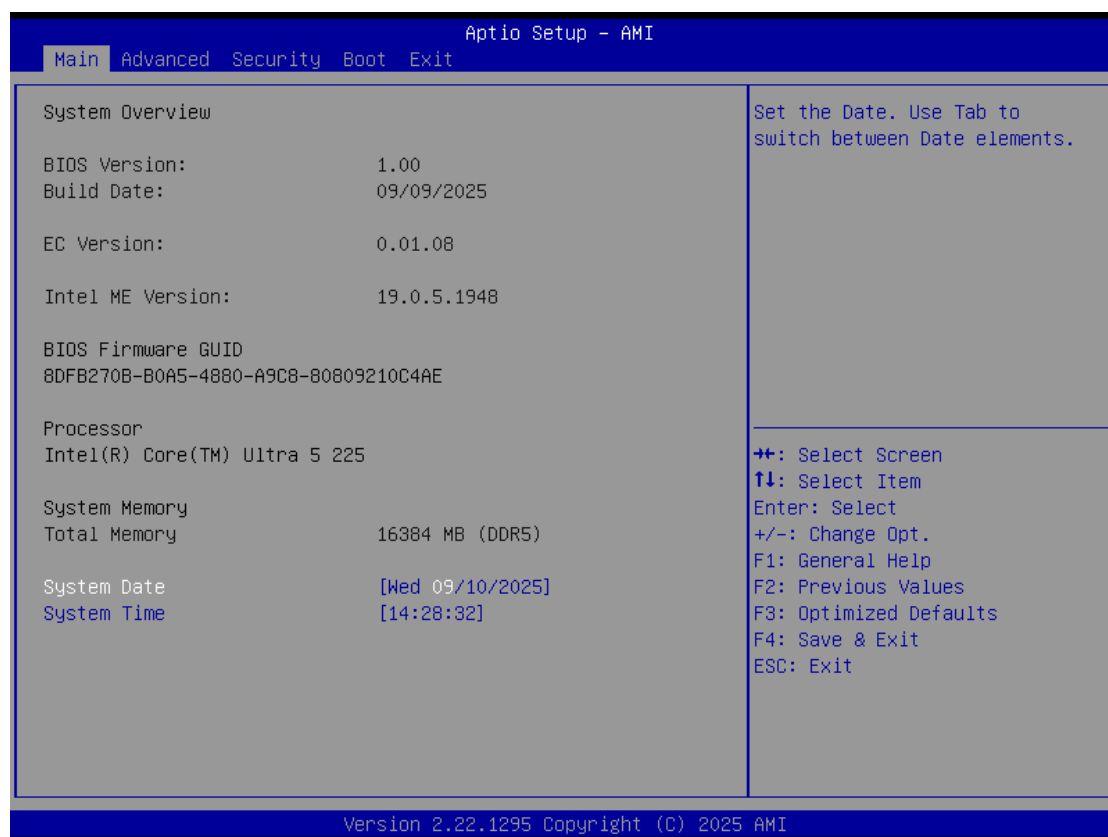 Aptio Setup – AMI
Main Advanced Security Boot Exit
System Overview
BIOS Version: 1.00
Build Date: 09/09/2025
EC Version: 0.01.08
Intel ME Version: 19.0.5.1948
BIOS Firmware GUID
8DFB270B-B0A5-4880-A9C8-80809210C4AE
Processor
Intel(R) Core(TM) Ultra 5 225
System Memory
Total Memory 16384 MB (DDR5)
System Date [Wed 09/10/2025]
System Time [14:28:32]
Set the Date. Use Tab to
switch between Date elements.
→←: Select Screen
↑↓: Select Item
Enter: Select
+/-: Change Opt.
F1: General Help
F2: Previous Values
F3: Optimized Defaults
F4: Save & Exit
ESC: Exit
Version 2.22.1295 Copyright (C) 2025 AMI